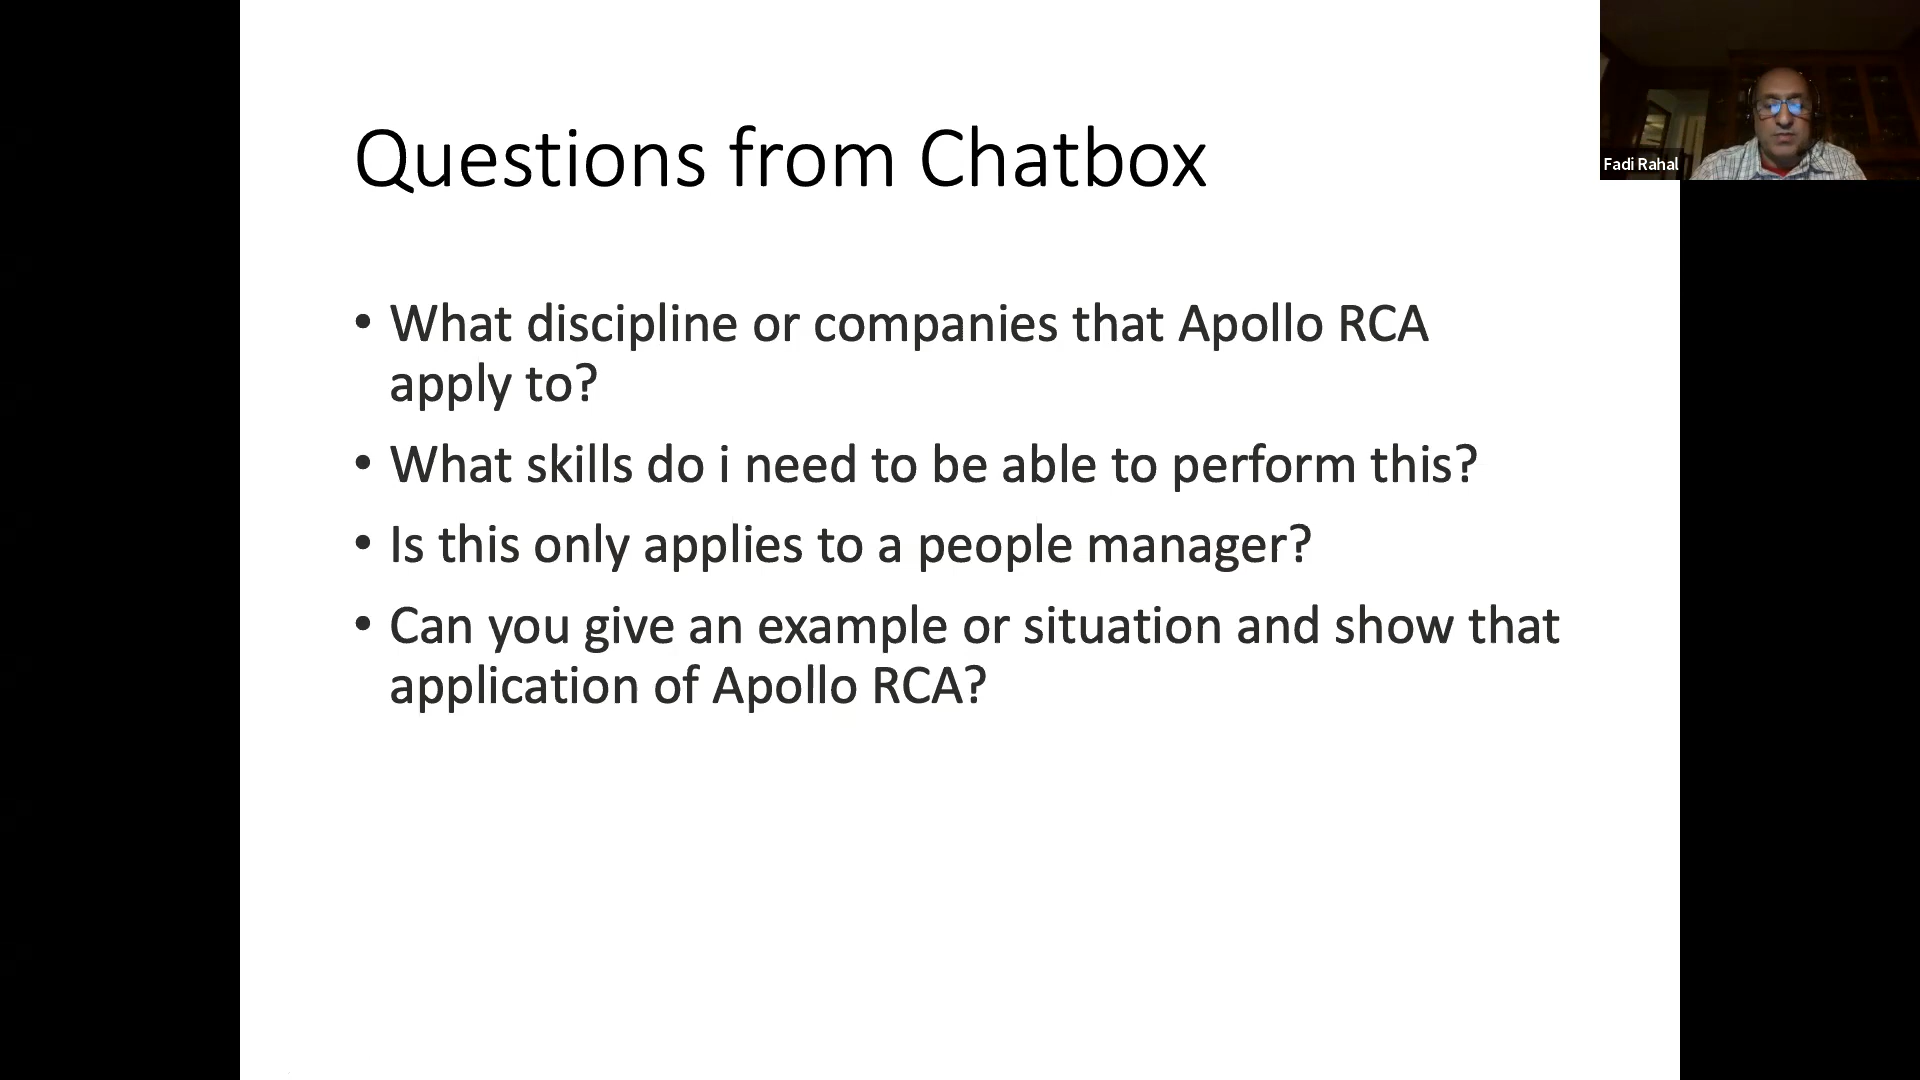 Questions from Chatbox
Fadi Rahal
• What discipline or companies that Apollo RCA
apply to?
• What skills do i need to be able to perform this?
• Is this only applies to a people manager?
• Can you give an example or situation and show that
application of Apollo RCA?